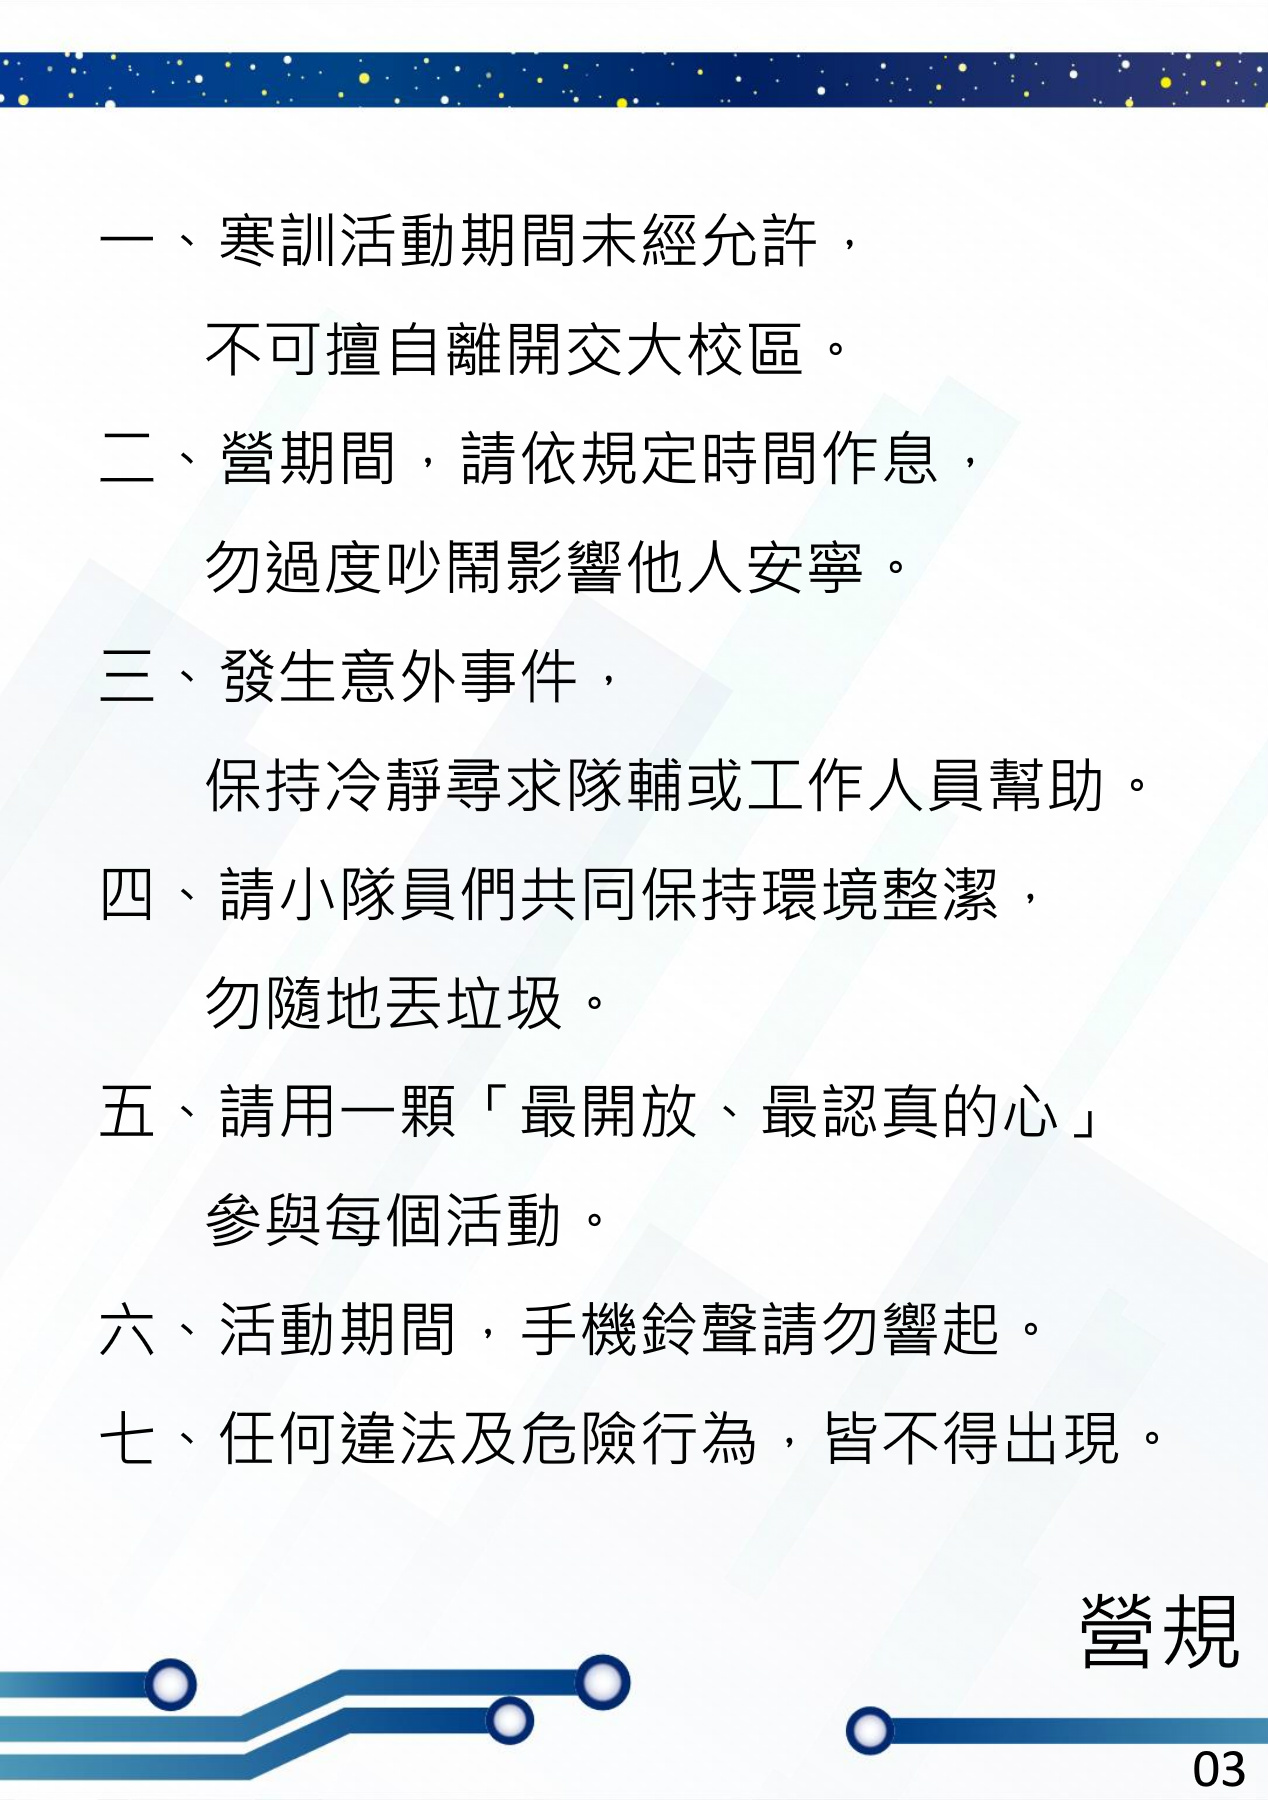 一、寒訓活動期間未經允許，
不可擅自離開交大校區。
二、營期間，請依規定時間作息，
勿過度吵鬧影響他人安寧。
三、發生意外事件，
保持冷靜尋求隊輔或工作人員幫助。
四、請小隊員們共同保持環境整潔，
勿隨地丟垃圾。
五、請用一顆「最開放、最認真的心」
參與每個活動。
六、活動期間，手機鈴聲請勿響起。
七、任何違法及危險行為，皆不得出現。
營規
03